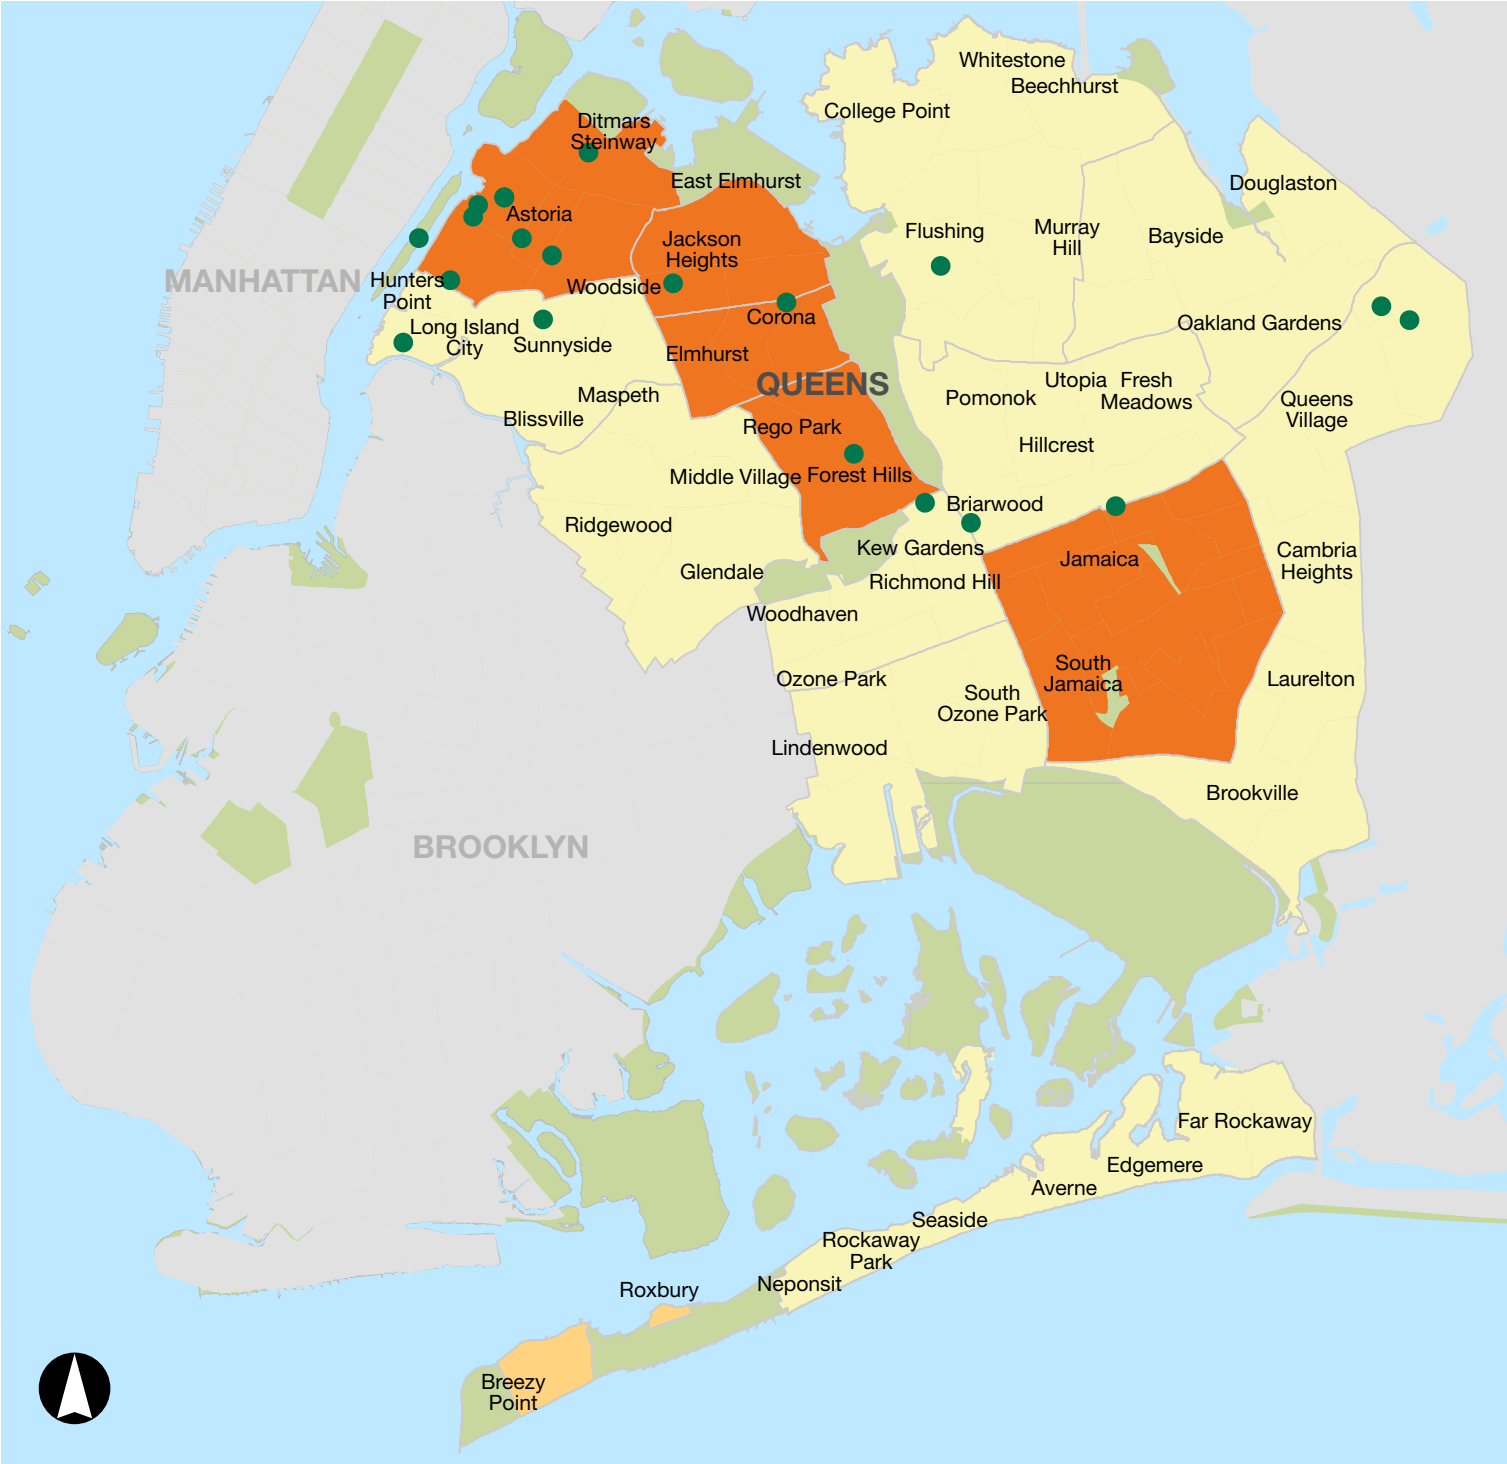 Whitestone
Beechhurst
College Point
Ditmars
Steinway
East Elmhurst
Douglaston
Astoria
Flushing
Murray
Hill
Bayside
Jackson
Heights
MANHATTAN
Hunters
Point
Woodside
Corona
Oakland Gardens
Long Island
City
Sunnyside
Elmhurst
QUEENS
Utopia
Fresh
Meadows
Pomonok
Maspeth
Blissville
Queens
Village
Rego Park
Hillcrest
Middle Village
Forest Hills
Briarwood
Ridgewood
Kew Gardens
Jamaica
Cambria
Heights
Glendale
Richmond Hill
Woodhaven
Ozone Park
South
Jamaica
Laurelton
South
Ozone Park
Lindenwood
Brookville
BROOKLYN
Far Rockaway
Edgemere
Averne
Seaside
Rockaway
Park
Neponsit
Roxbury
Breezy
Point